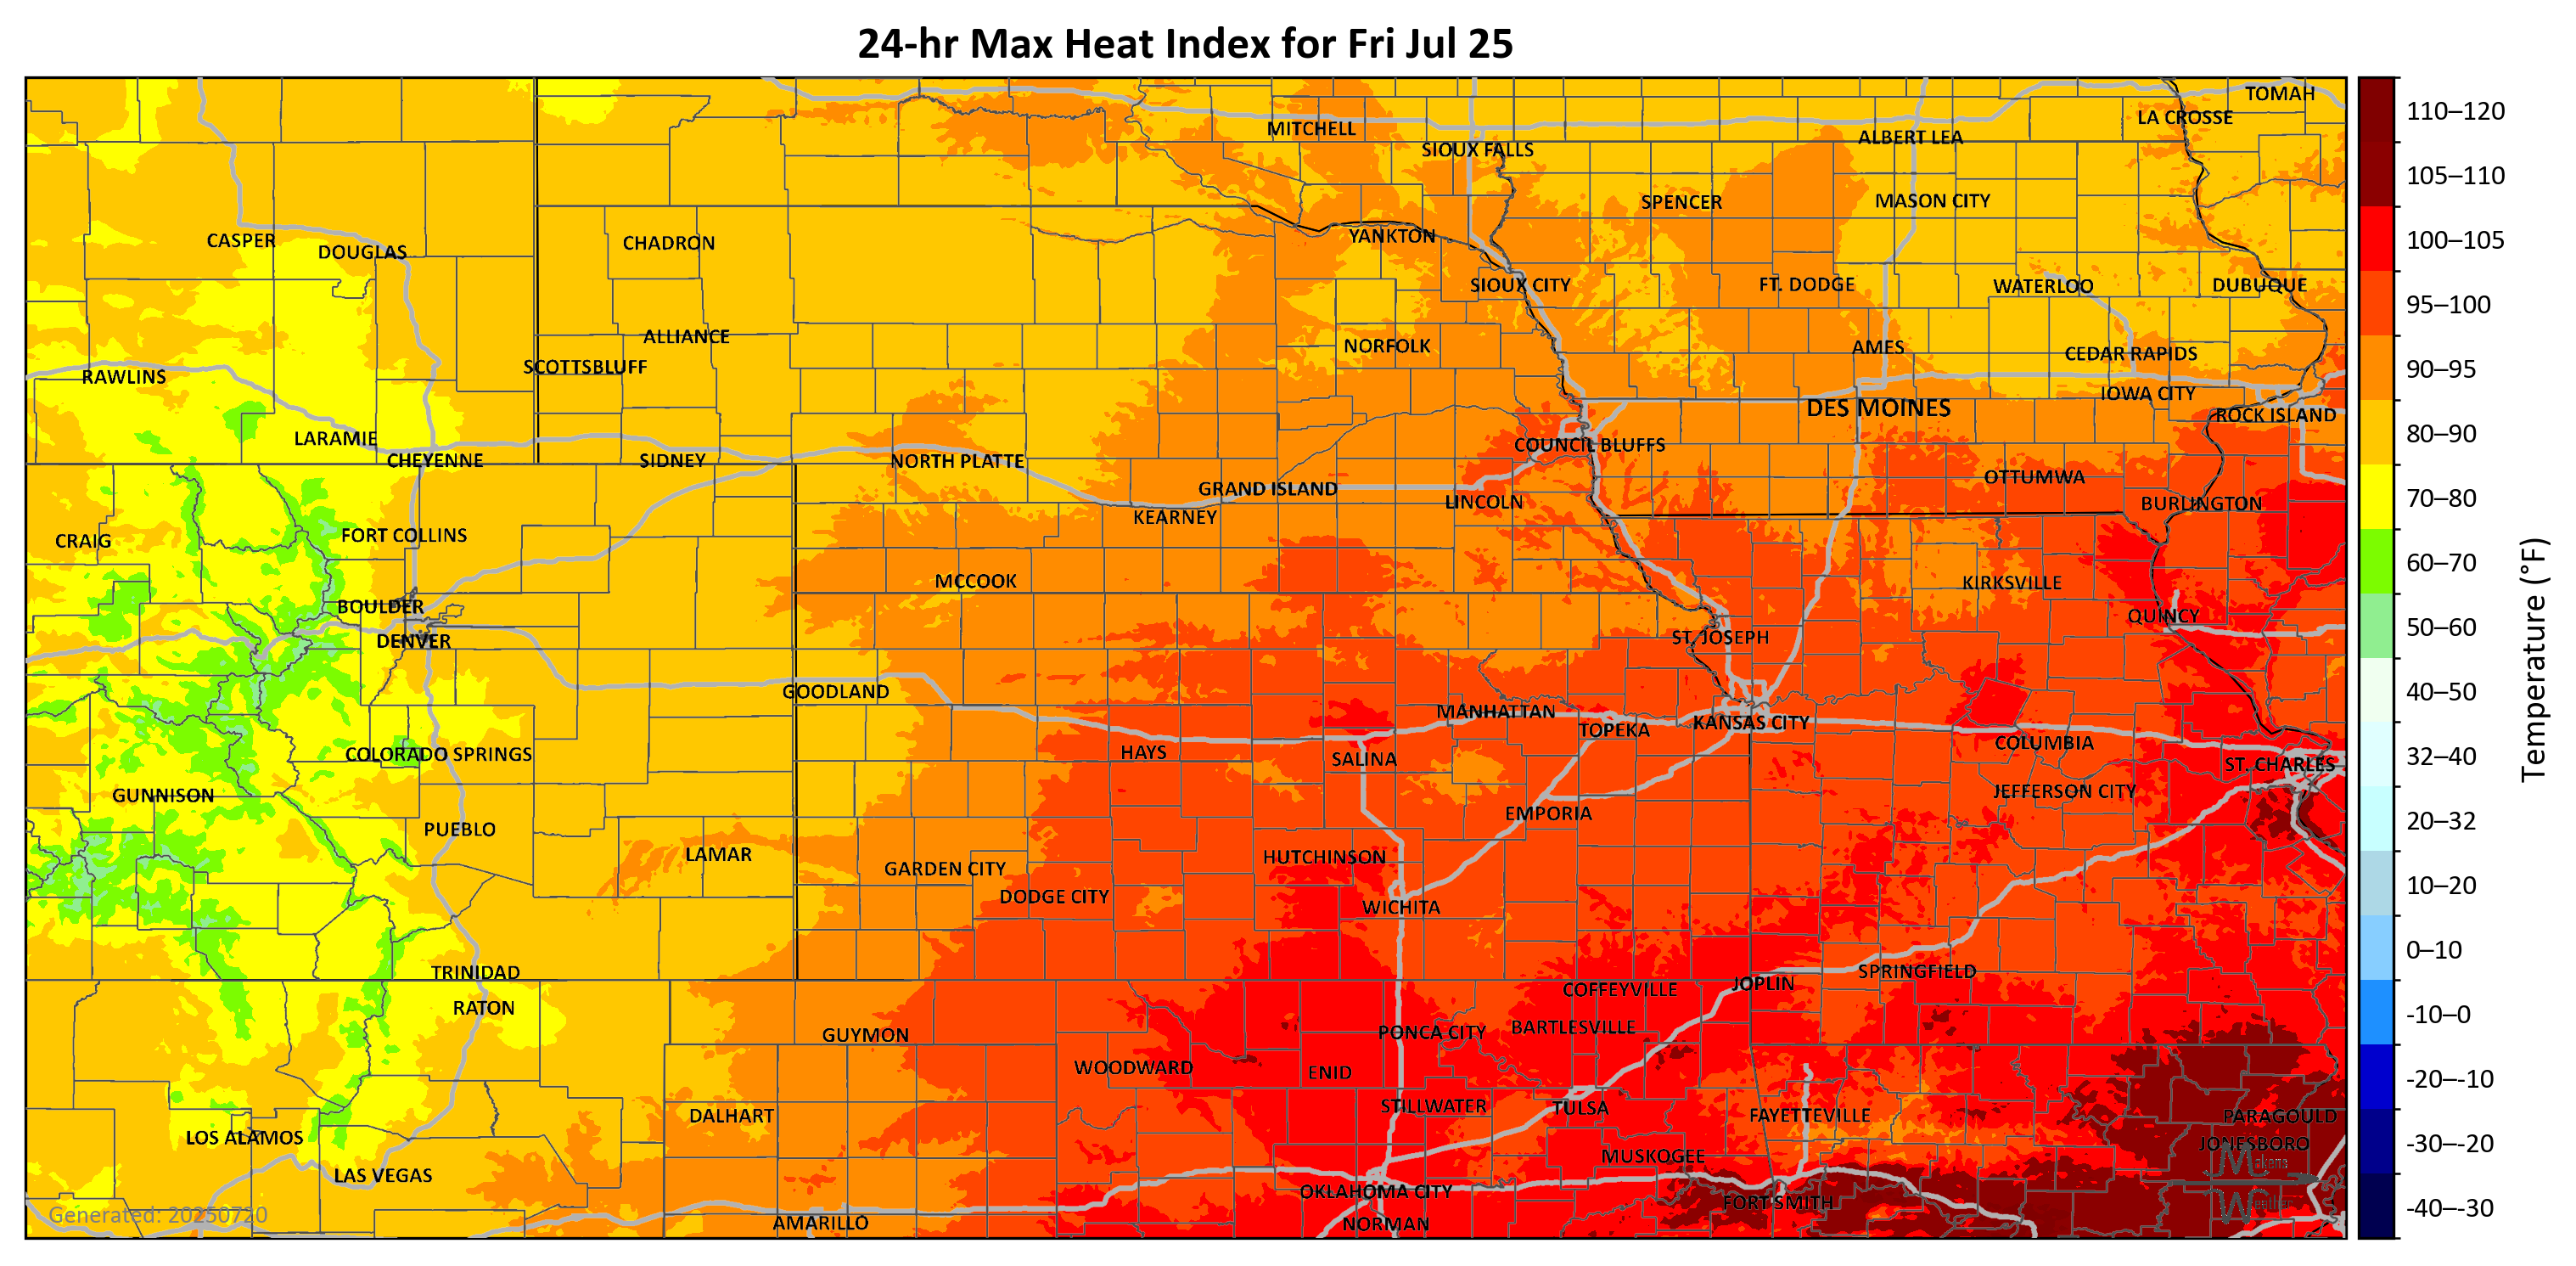 24-hr Max Heat Index for Fri Jul 25
TOMAH
LA CROSSE
MITCHELL
ALBERT LEA
SIOUX FALLS
SPENCER
MASON CITY
CASPER
DOUGLAS
CHADRON
YANKTON
SIOUX CITY
FT. DODGE
WATERLOO
DUBUQUE
ALLIANCE
NORFOLK
AMES
CEDAR RAPIDS
SCOTTSBLUFF
RAWLINS
IOWA CITY
DES MOINES
ROCK ISLAND
LARAMIE
COUNCIL BLUFFS
CHEYENNE
SIDNEY
NORTH PLATTE
OTTUMWA
GRAND ISLAND
LINCOLN
BURLINGTON
KEARNEY
CRAIG
FORT COLLINS
MCCOOK
KIRKSVILLE
BOULDER
QUINCY
DENVER
ST. JOSEPH
GOODLAND
MANHATTAN
TOPEKA
KANSAS CITY
COLUMBIA
COLORADO SPRINGS
HAYS
SALINA
ST. CHARLES
GUNNISON
JEFFERSON CITY
EMPORIA
PUEBLO
LAMAR
HUTCHINSON
GARDEN CITY
DODGE CITY
WICHITA
TRINIDAD
SPRINGFIELD
JOPLIN
COFFEYVILLE
RATON
GUYMON
PONCA CITY
BARTLESVILLE
WOODWARD
ENID
STILLWATER
TULSA
DALHART
FAYETTEVILLE
PARAGOULD
LOS ALAMOS
JONESBORO
MUSKOGEE
Makens
LAS VEGAS
OKLAHOMA CITY
FORT SMITH
Weather
Generated: 20250720
AMARILLO
NORMAN
110–120
105–110
100–105
95–100
90–95
80–90
70–80
60–70
50–60
40–50
32–40
20–32
10–20
0–10
-10–0
-20–-10
-30–-20
-40–-30
Temperature (°F)